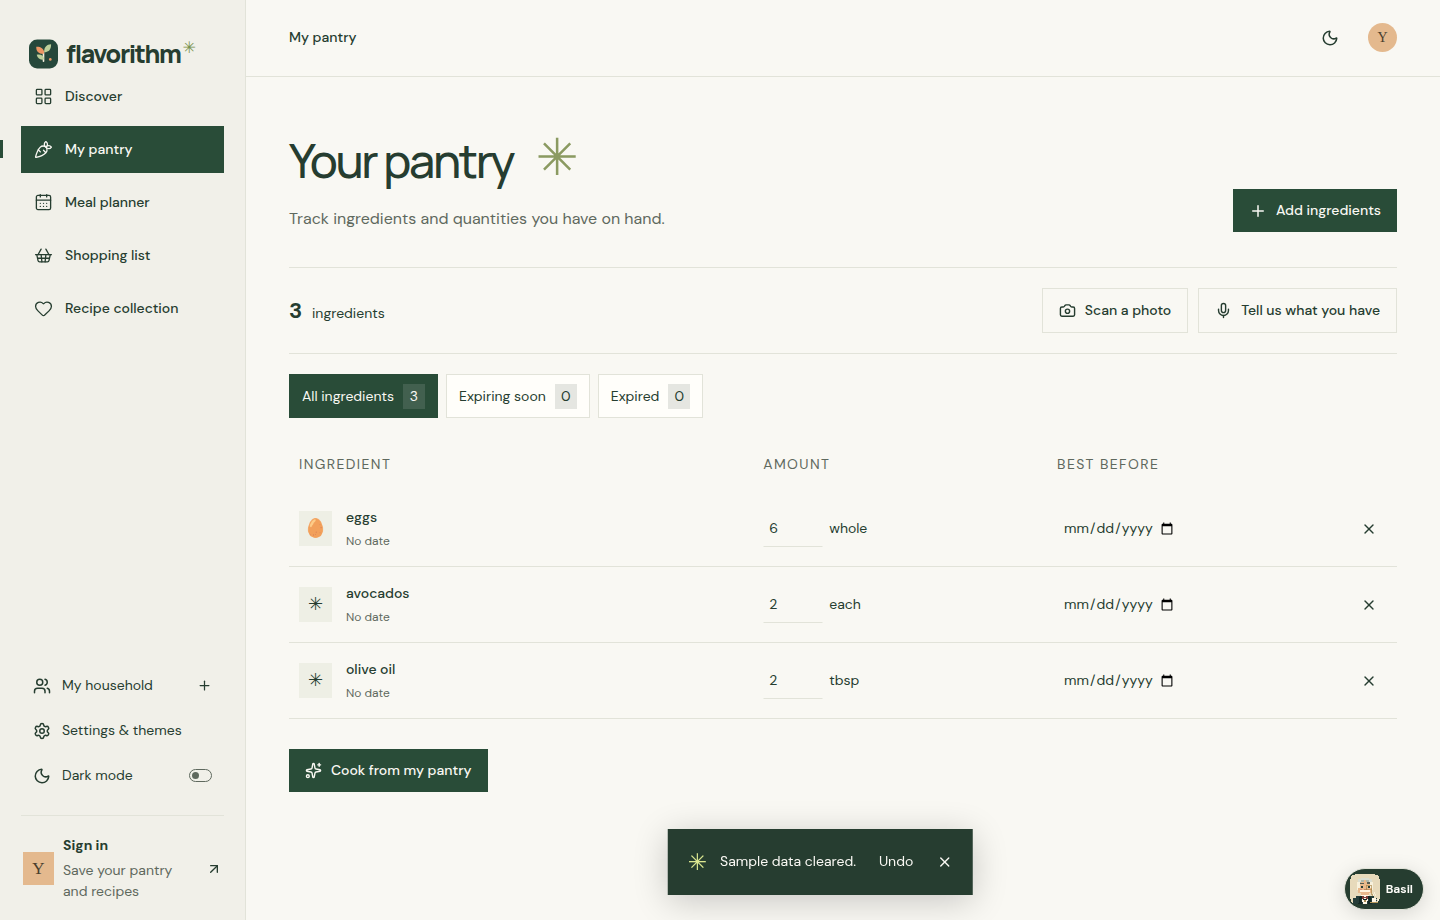 flavorithm
Discover
My pantry
Meal planner
Shopping list
Recipe collection
My household
Settings & themes
Dark mode
Y
Sign in
Save your pantry
and recipes
My pantry
Y
Your pantry
Track ingredients and quantities you have on hand.
Add ingredients
3 ingredients
Scan a photo
Tell us what you have
All ingredients 3
Expiring soon 0
Expired 0
INGREDIENT AMOUNT BEST BEFORE
eggs
No date
6 whole mm/dd/yyyy
avocados
No date
2 each mm/dd/yyyy
olive oil
No date
2 tbsp mm/dd/yyyy
Cook from my pantry
Sample data cleared. Undo
Basil